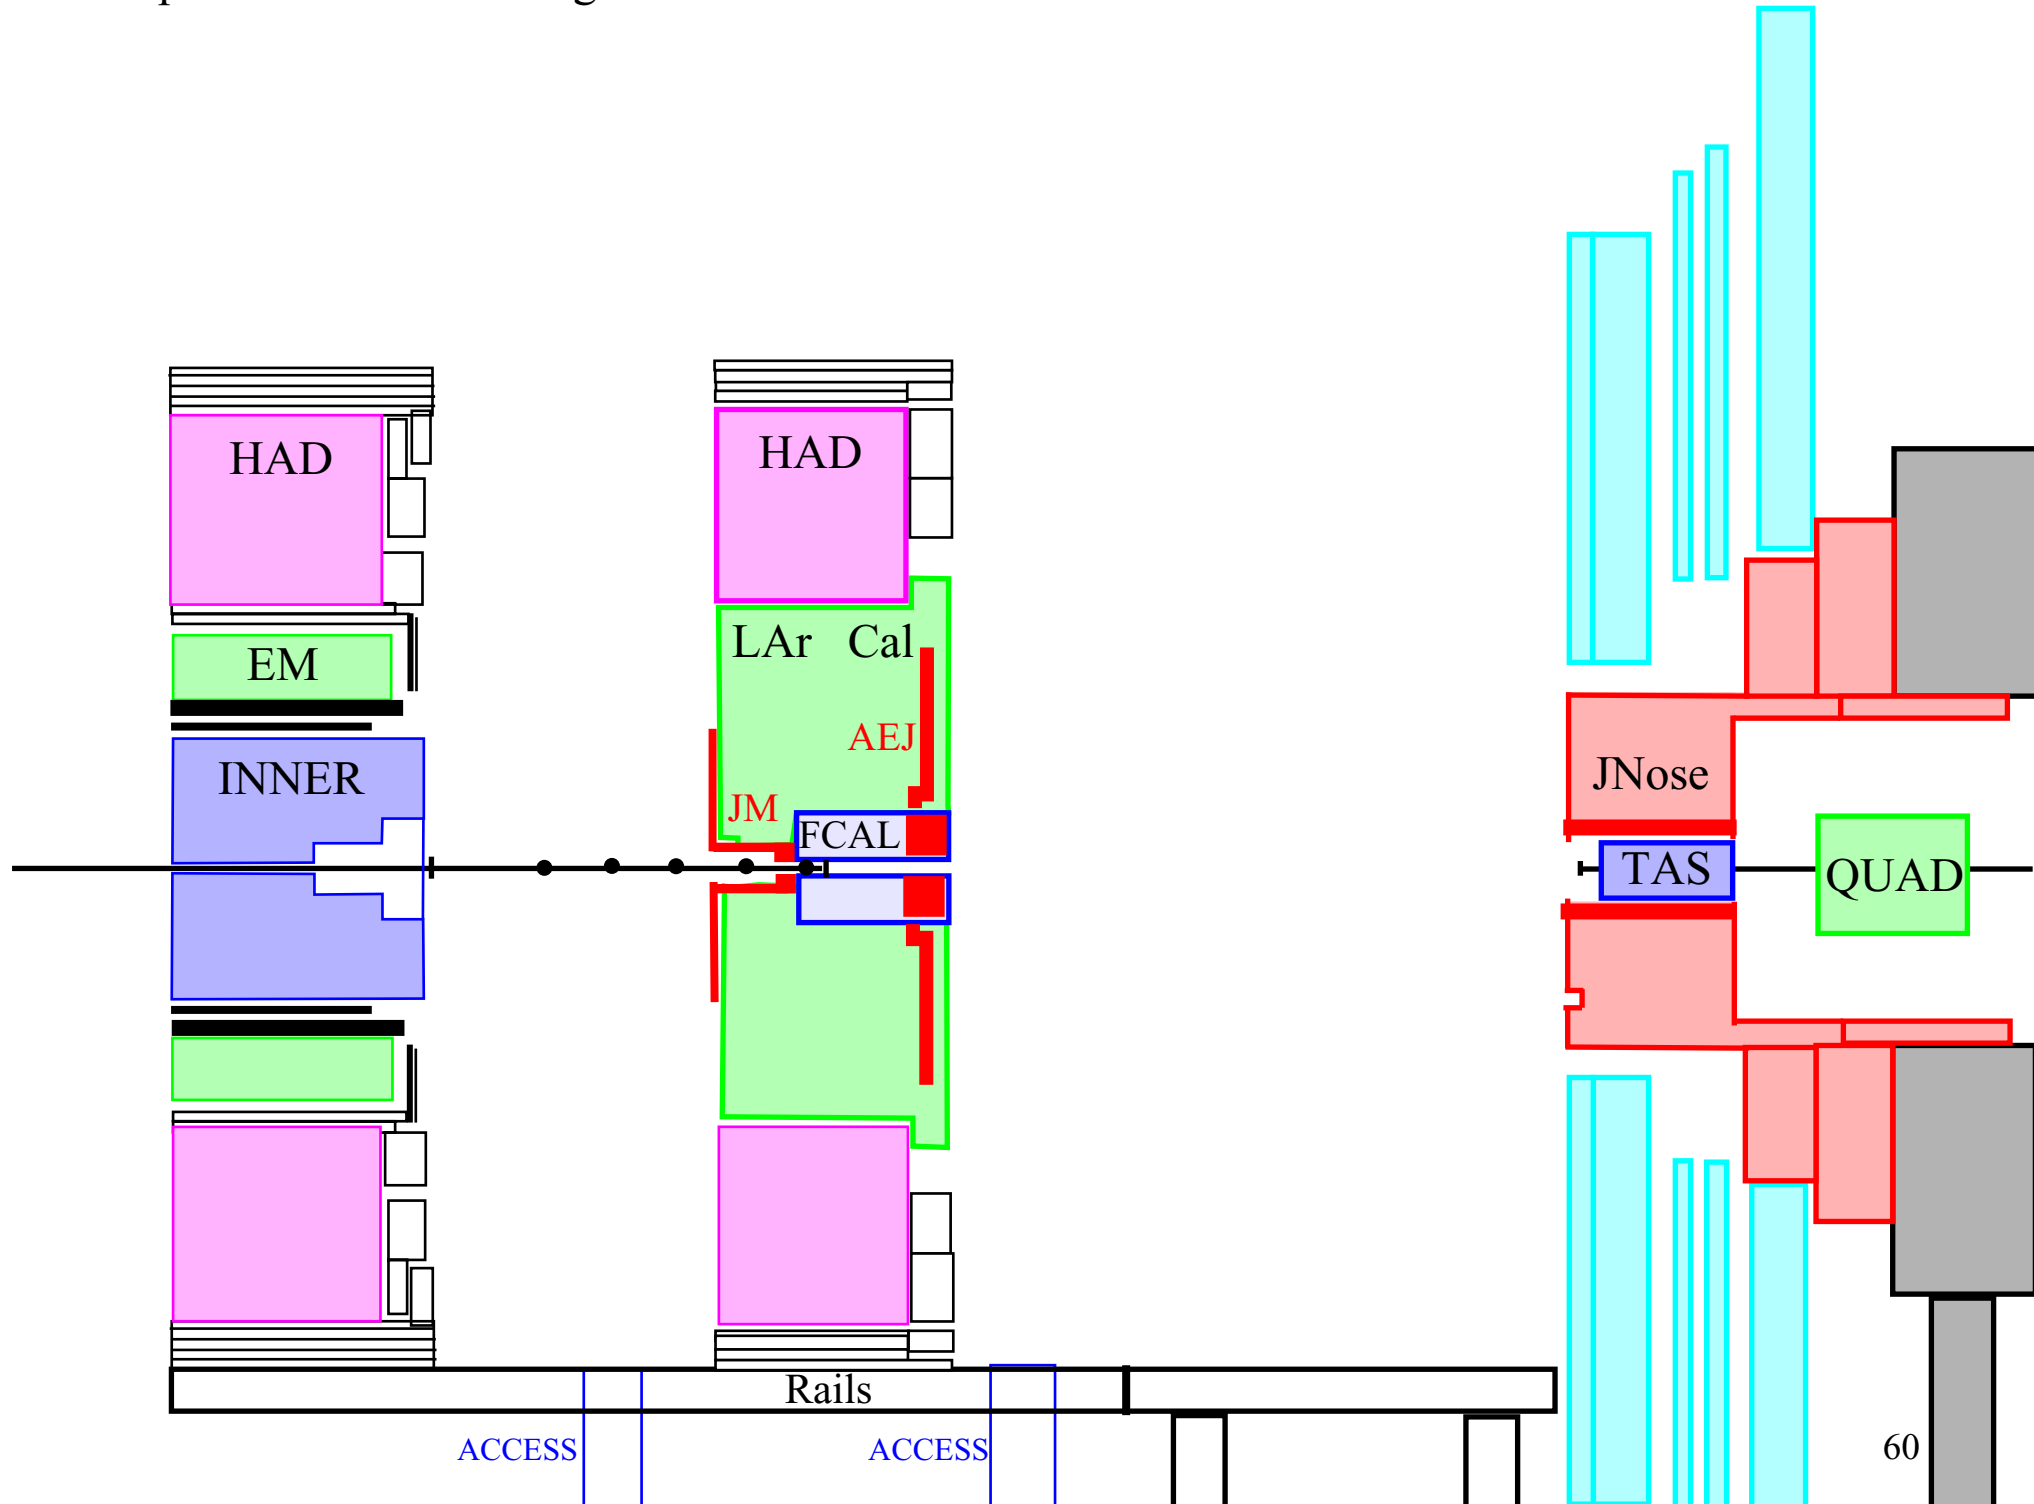 HAD
HAD
LAr Cal
EM
AEJ
JNose
INNER
JM
FCAL
TAS
QUAD
Rails
ACCESS
ACCESS
60